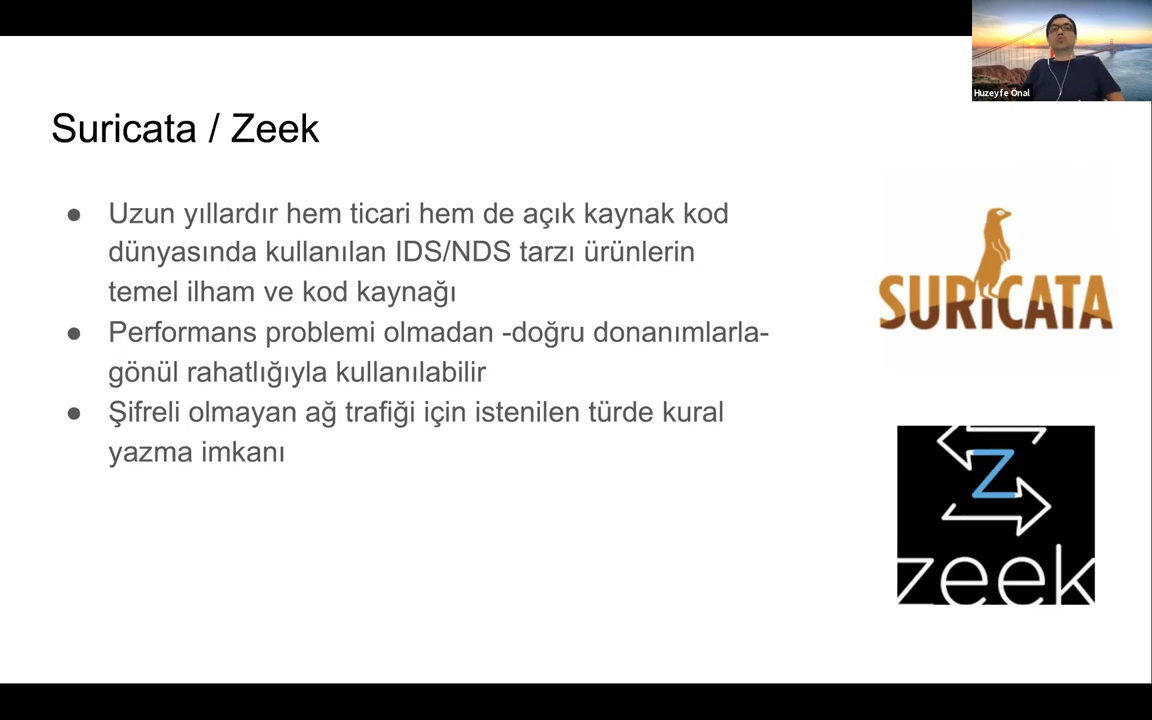 Huzeyfe Önal
Suricata / Zeek
● Uzun yıllardır hem ticari hem de açık kaynak kod
dünyasında kullanılan IDS/NDS tarzı ürünlerin
temel ilham ve kod kaynağı
● Performans problemi olmadan -doğru donanımlarla-
gönül rahatlığıyla kullanılabilir
● Şifreli olmayan ağ trafiği için istenilen türde kural
yazma imkanı
SURICATA
Z
zeek